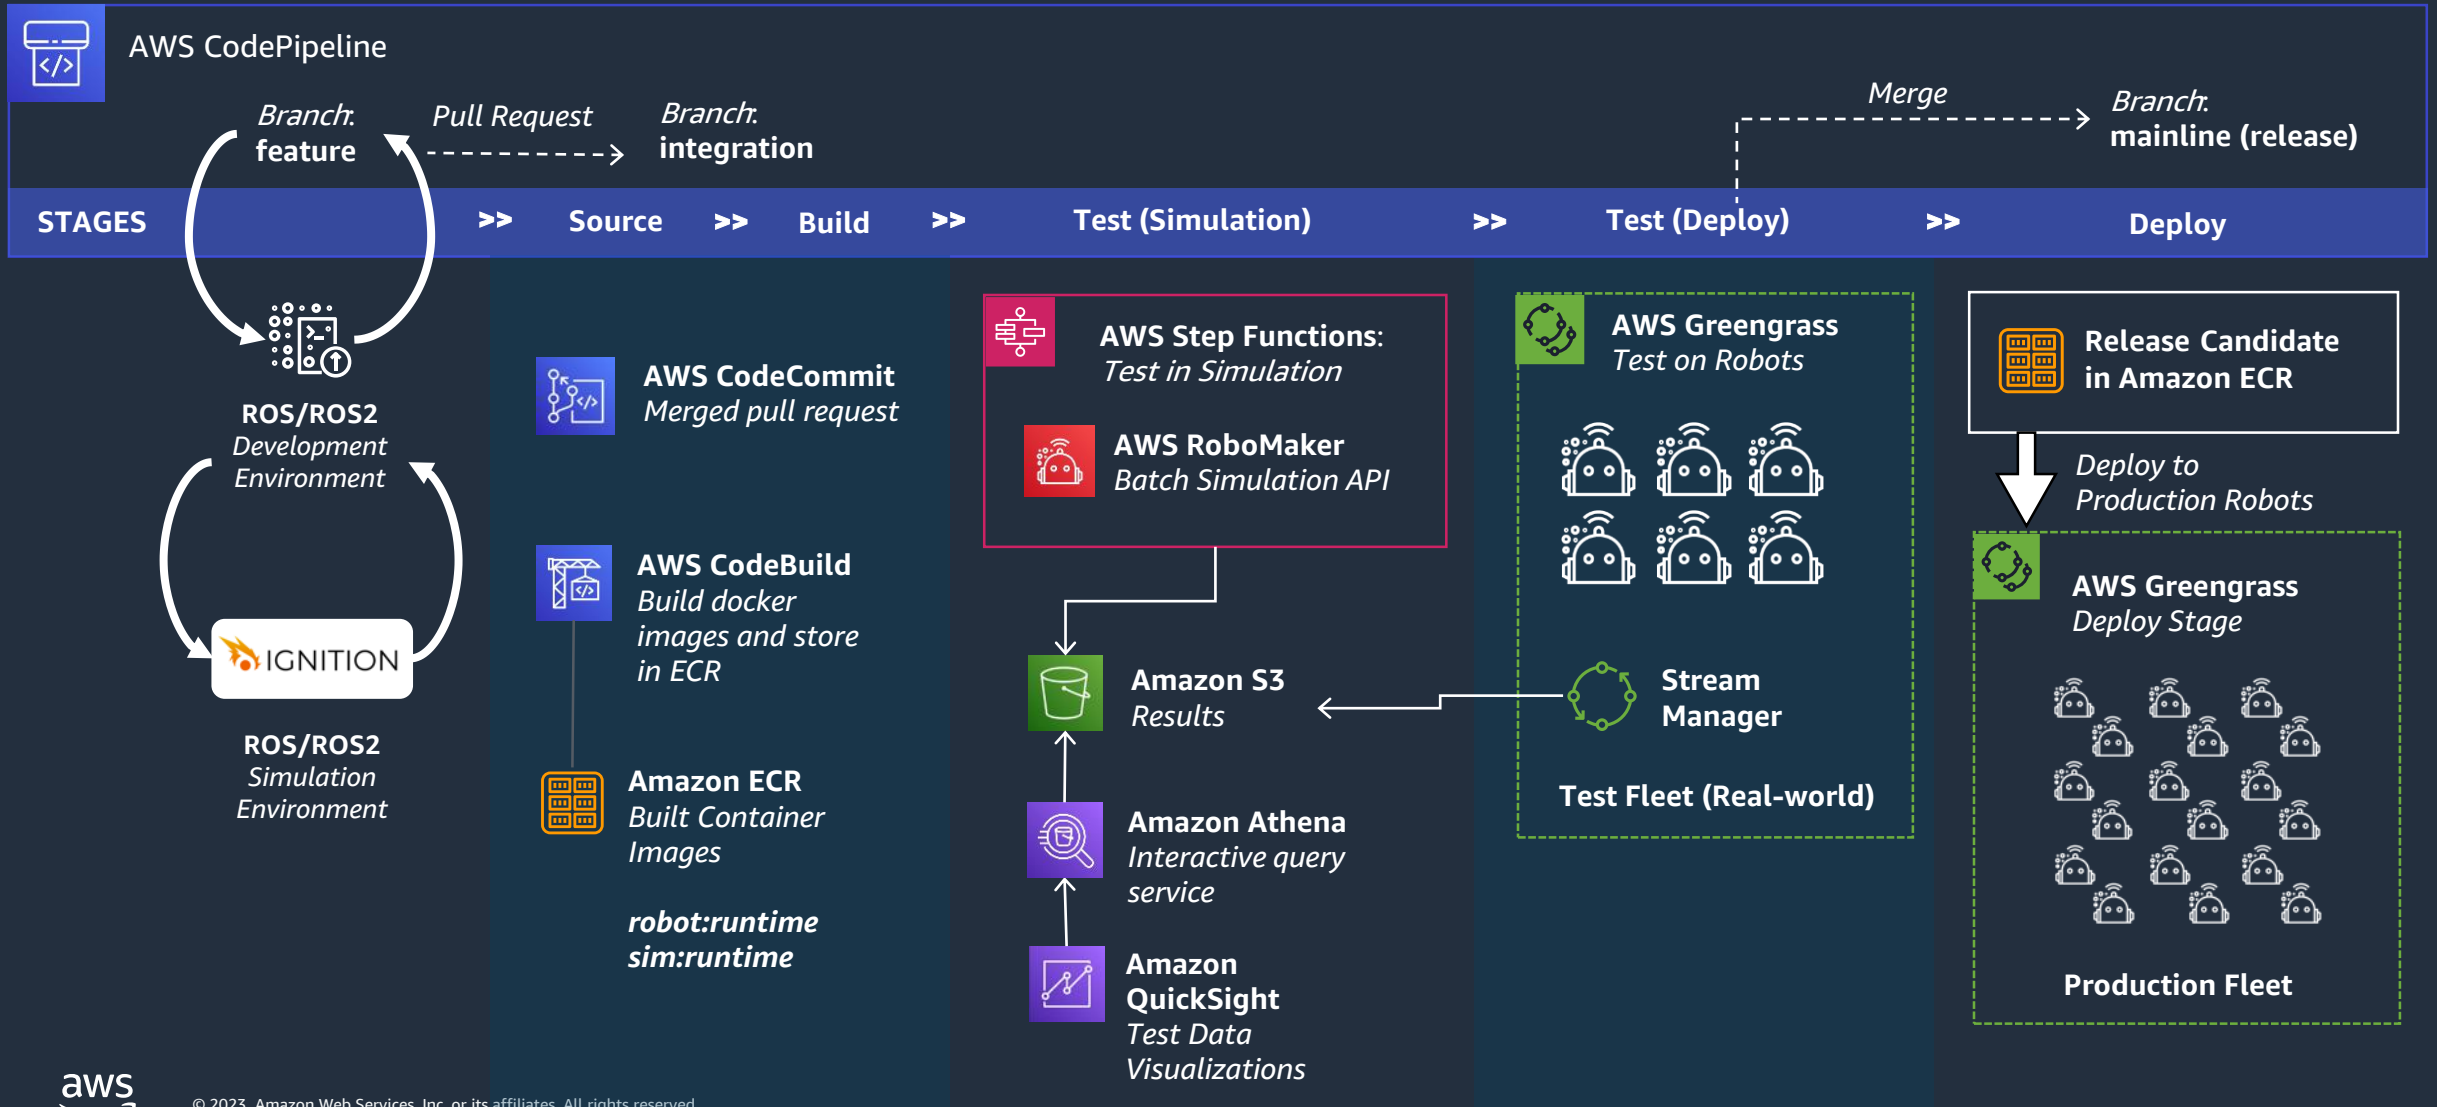 AWS CodePipeline
Branch:
feature
Pull Request
Branch:
integration
Merge
Branch:
mainline (release)
STAGES
>>
Source
>>
Build
>>
Test (Simulation)
>>
Test (Deploy)
>>
Deploy
ROS/ROS2
Development
Environment
IGNITION
ROS/ROS2
Simulation
Environment
AWS CodeCommit
Merged pull request
AWS CodeBuild
Build docker
images and store
in ECR
Amazon ECR
Built Container
Images
robot:runtime
sim:runtime
AWS Step Functions:
Test in Simulation
AWS RoboMaker
Batch Simulation API
Amazon S3
Results
Amazon Athena
Interactive query
service
Amazon
QuickSight
Test Data
Visualizations
AWS Greengrass
Test on Robots
Stream
Manager
Test Fleet (Real-world)
Release Candidate
in Amazon ECR
Deploy to
Production Robots
AWS Greengrass
Deploy Stage
Production Fleet
aws
© 2023, Amazon Web Services, Inc. or its affiliates. All rights reserved.